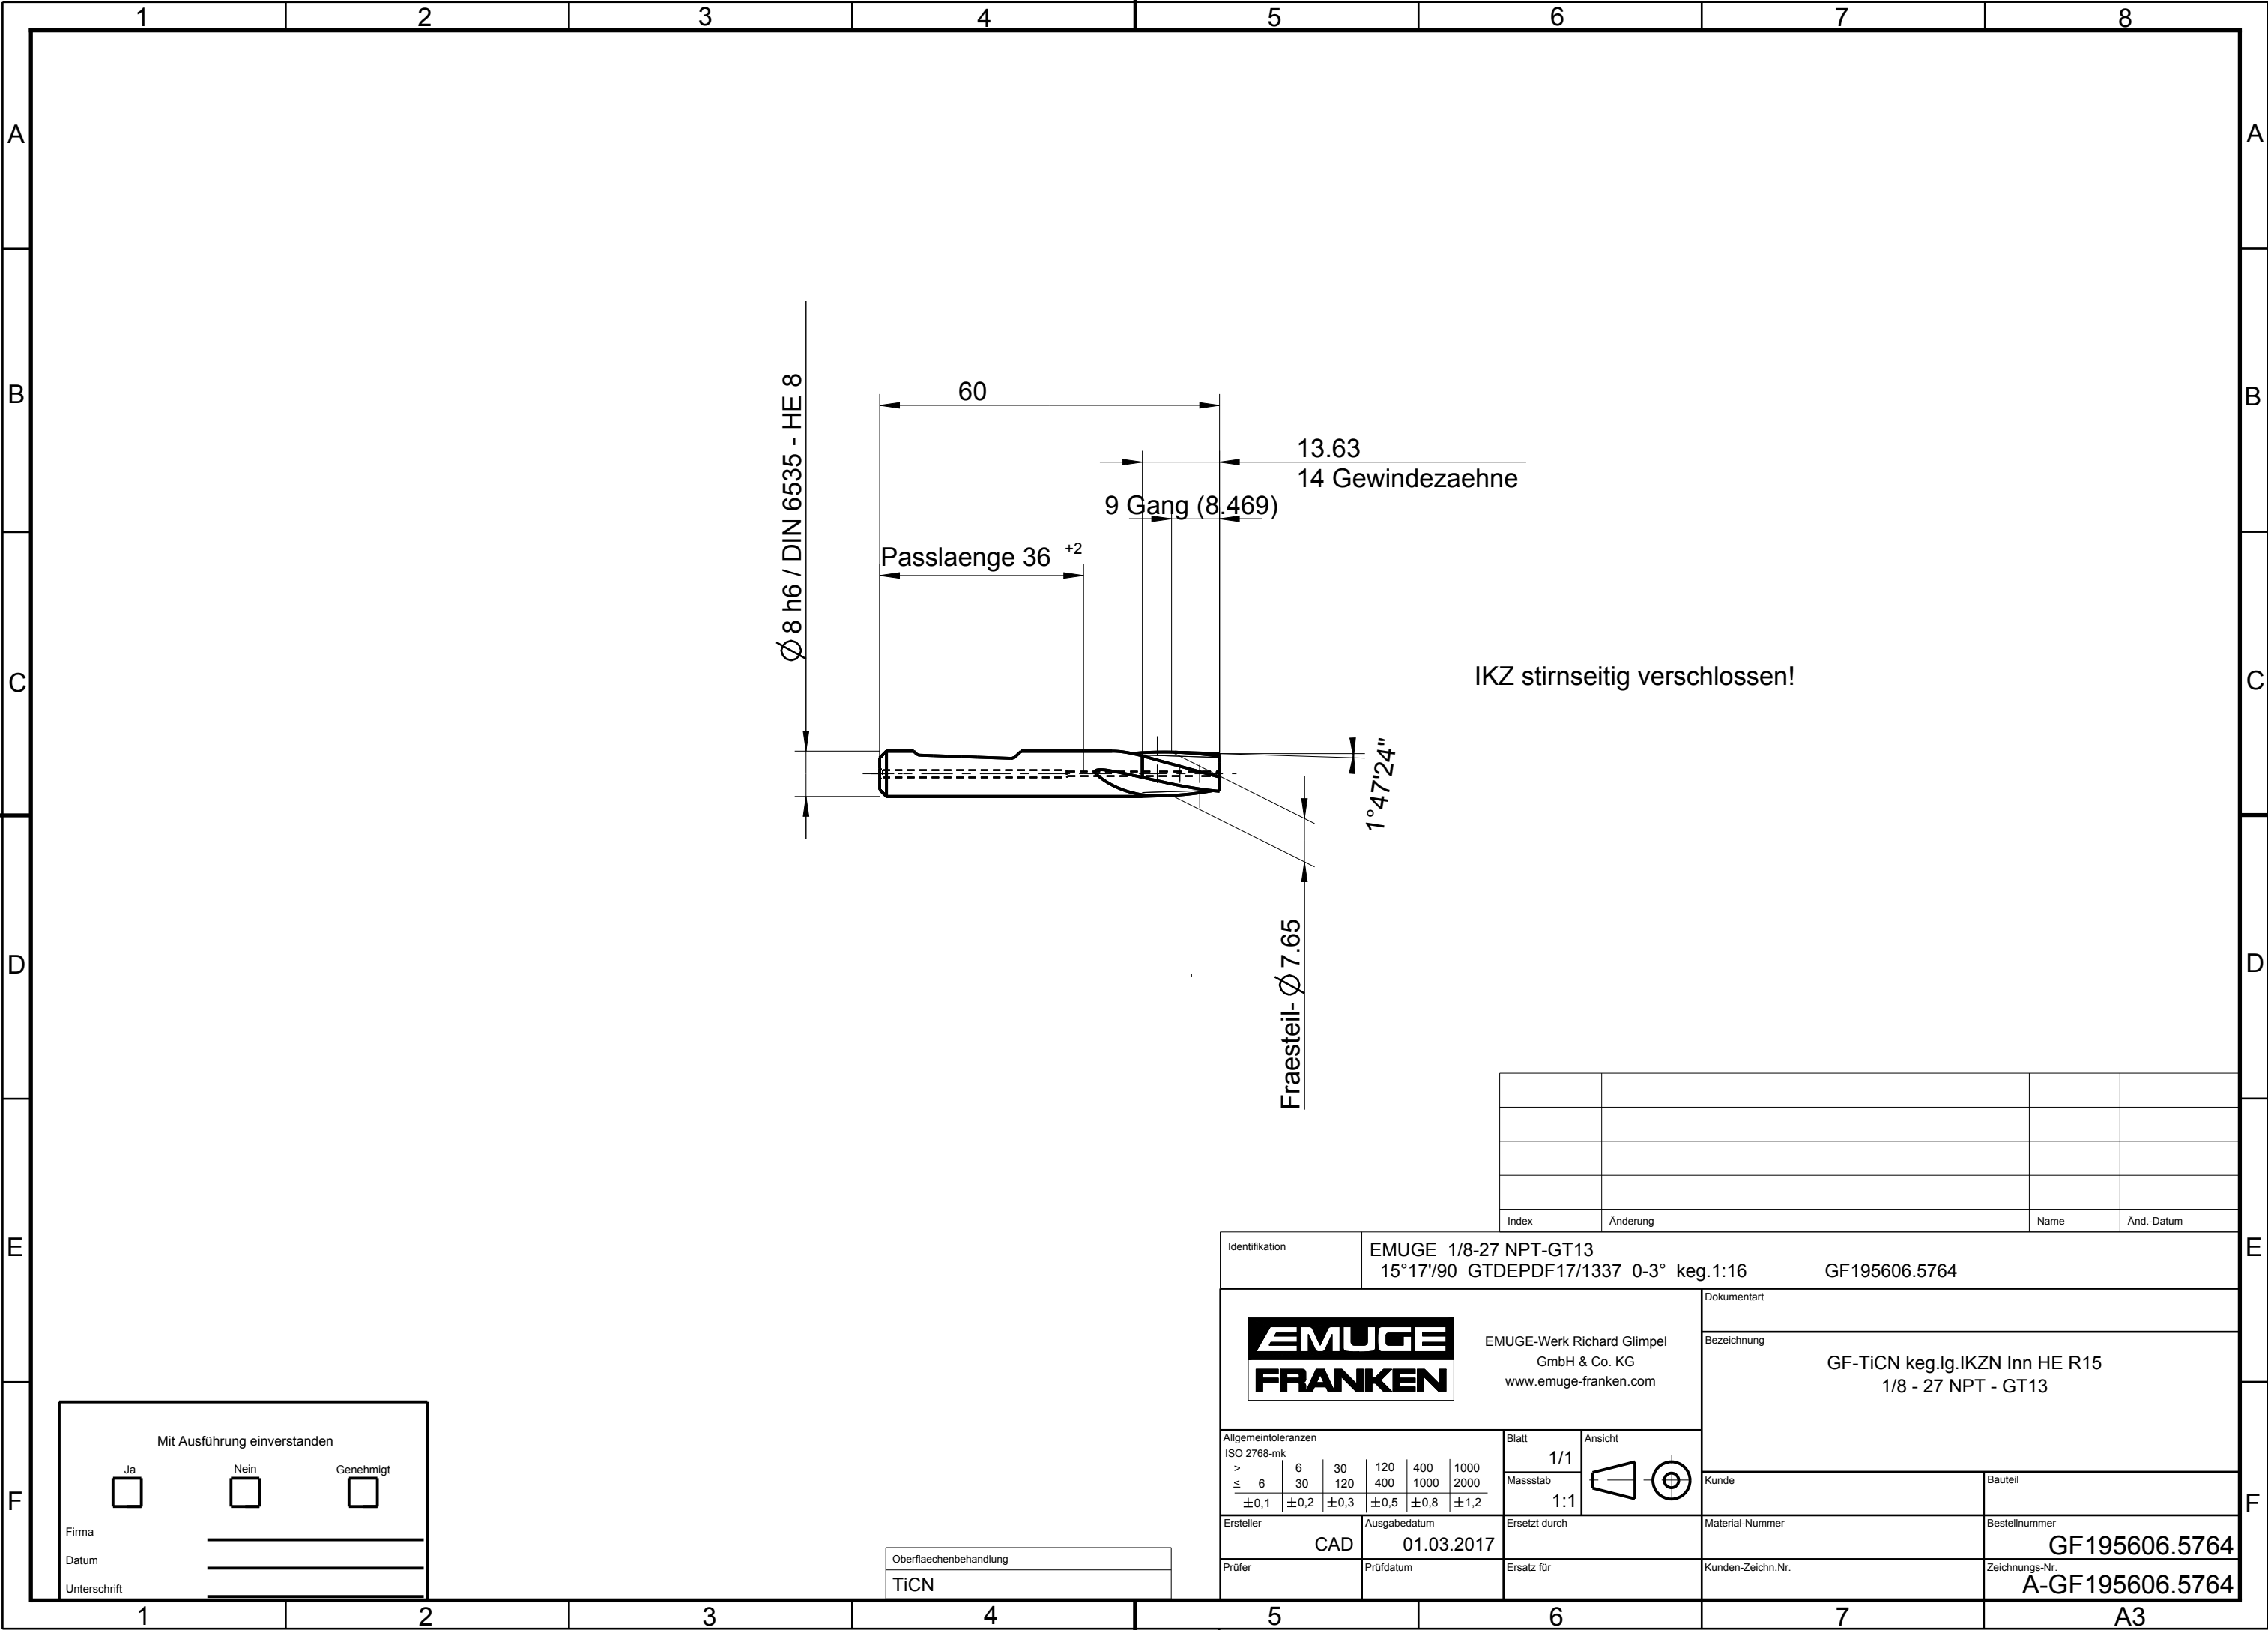 1 2 3 4 5 6 7 8
A A
B B
C C
D D
E E
F F
60
13.63
14 Gewindezaehne
9 Gang (8.469)
Passlaenge 36 +2
Ø 8 h6 / DIN 6535 - HE 8
IKZ stirnseitig verschlossen!
1°47'24"
Fraesteil- Ø 7.65
Index Änderung Name Änd.-Datum
Identifikation
EMUGE 1/8-27 NPT-GT13
15°17'/90 GTDEPDF17/1337 0-3° keg.1:16 GF195606.5764
EMUGE
FRANKEN
EMUGE-Werk Richard Glimpel
GmbH & Co. KG
www.emuge-franken.com
Dokumentart
Bezeichnung
GF-TiCN keg.lg.IKZN Inn HE R15
1/8 - 27 NPT - GT13
Allgemeintoleranzen
ISO 2768-mk
> 6 30 120 400 1000
≤ 6 30 120 400 1000 2000
±0,1 ±0,2 ±0,3 ±0,5 ±0,8 ±1,2
Blatt
1/1
Ansicht
Massstab
1:1
Kunde
Bauteil
Ersteller
CAD
Ausgabedatum
01.03.2017
Ersetzt durch
Material-Nummer
Bestellnummer
GF195606.5764
Prüfer
Prüfdatum
Ersatz für
Kunden-Zeichn.Nr.
Zeichnungs-Nr.
A-GF195606.5764
Mit Ausführung einverstanden
Ja Nein Genehmigt
Firma
Datum
Unterschrift
Oberflaechenbehandlung
TiCN
1 2 3 4 5 6 7 A3